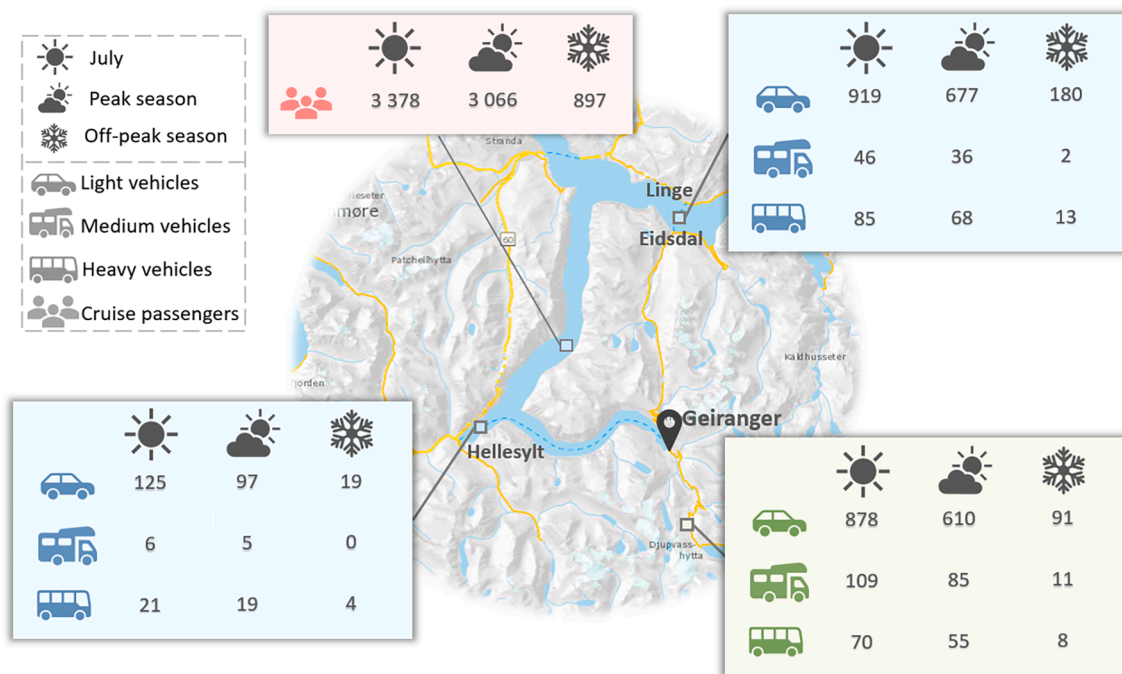 July
Peak season
Off-peak season
Light vehicles
Medium vehicles
Heavy vehicles
Cruise passengers
3 378 3 066 897
919 677 180
46 36 2
85 68 13
Stranda
Linge
Eidsdal
60
Patchellhytta
Kaldhusseter
Geiranger
Hellesylt
Djupvass-
hytta
125 97 19
6 5 0
21 19 4
878 610 91
109 85 11
70 55 8